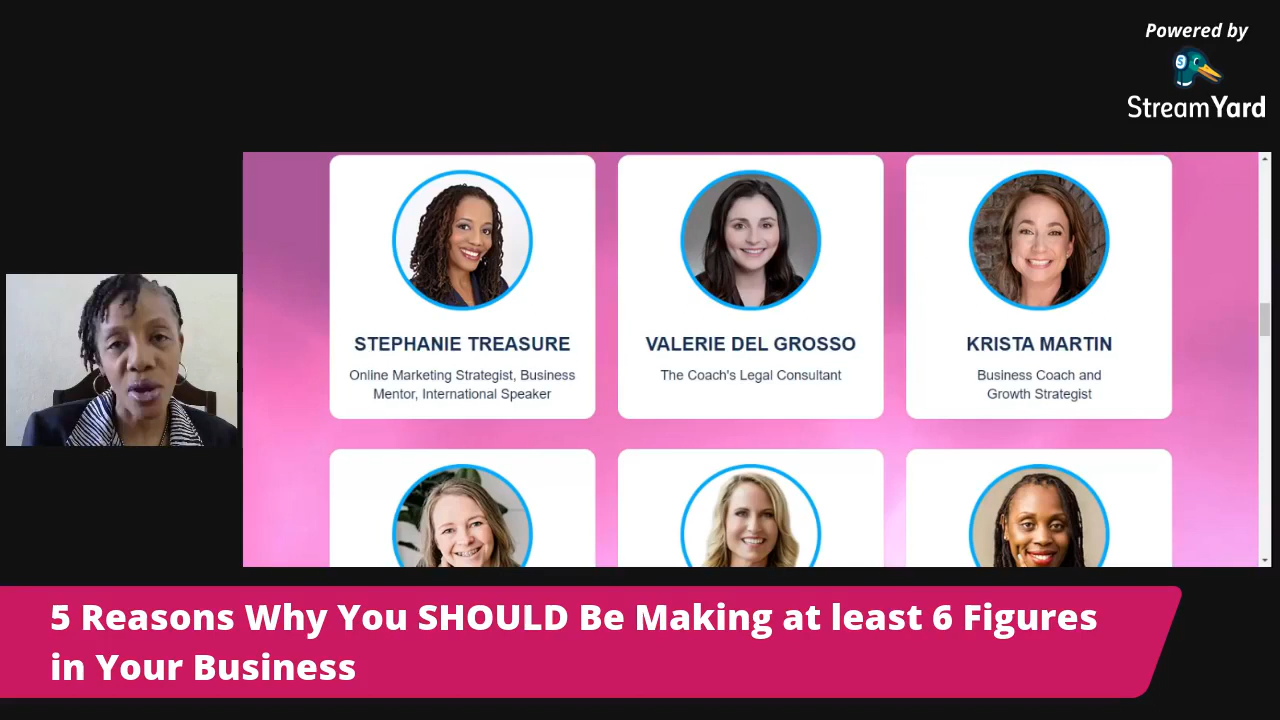 Powered by
StreamYard
STEPHANIE TREASURE
Online Marketing Strategist, Business
Mentor, International Speaker
VALERIE DEL GROSSO
The Coach's Legal Consultant
KRISTA MARTIN
Business Coach and
Growth Strategist
5 Reasons Why You SHOULD Be Making at least 6 Figures
in Your Business